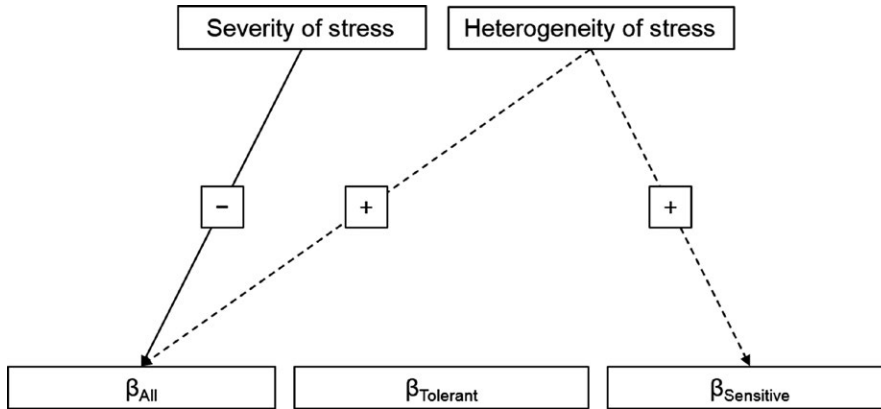 Severity of stress
Heterogeneity of stress
−
+
+
βAll
βTolerant
βSensitive